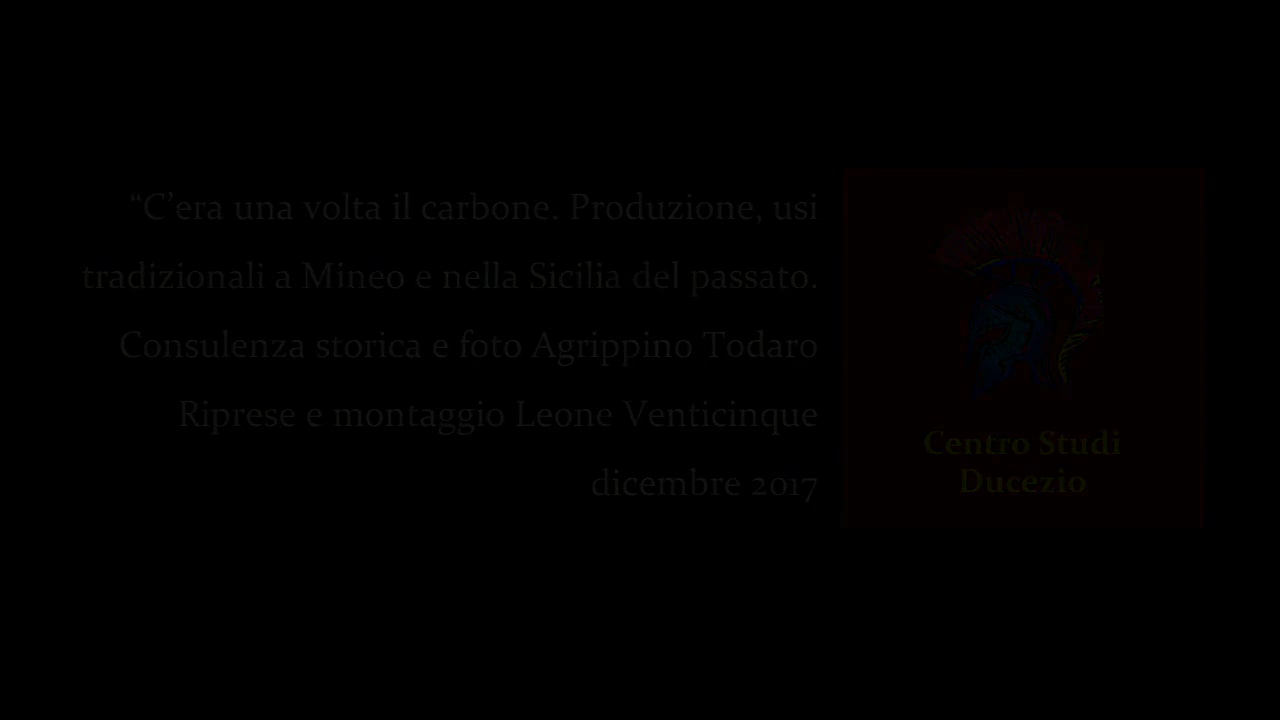 “C’era una volta il carbone. Produzione, usi
tradizionali a Mineo e nella Sicilia del passato.
Consulenza storica e foto Agrippino Todaro
Riprese e montaggio Leone Venticinque
dicembre 2017
Centro Studi
Ducezio